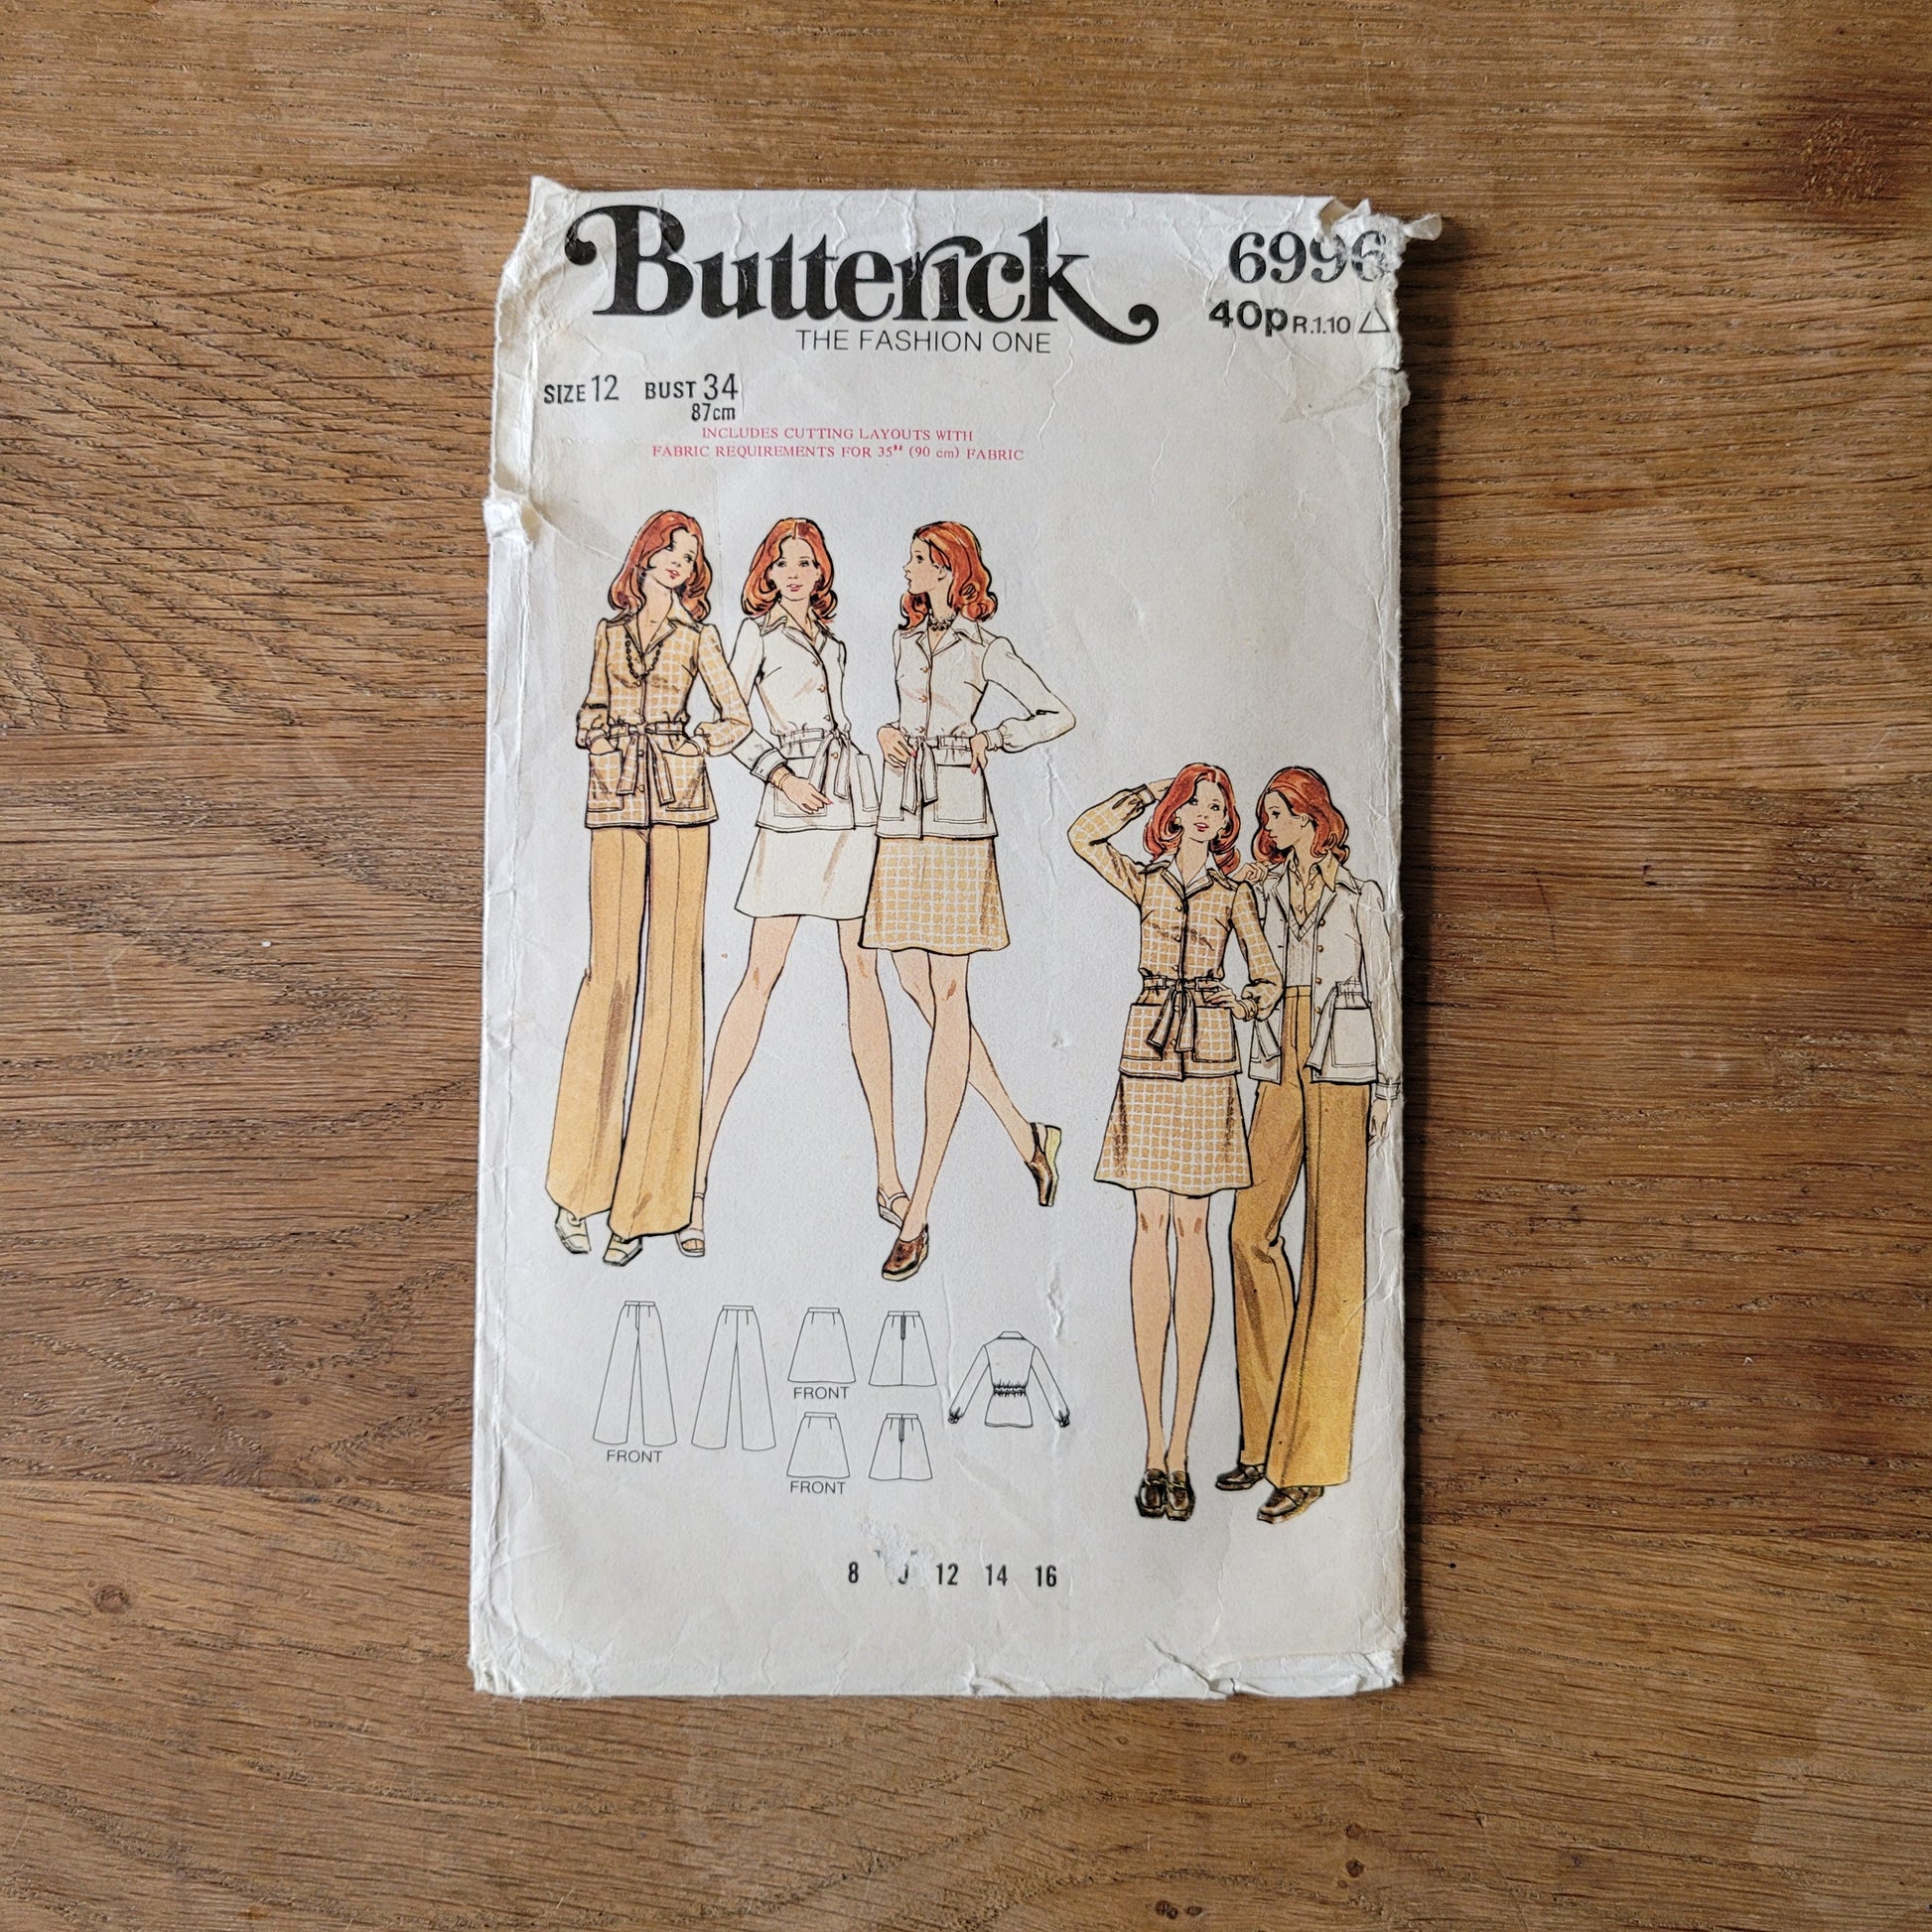 Butterick
6996
THE FASHION ONE
40p R.1.10
SIZE 12 BUST 34
87cm
INCLUDES CUTTING LAYOUTS WITH
FABRIC REQUIREMENTS FOR 35" (90 cm) FABRIC
FRONT
FRONT
FRONT
8 12 14 16